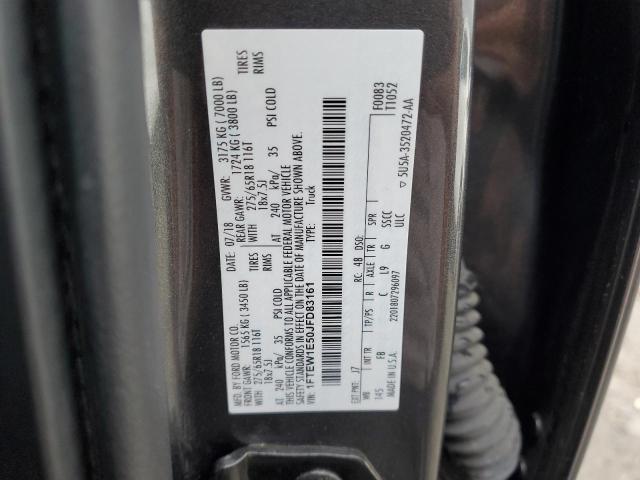 MFD. BY FORD MOTOR CO.
DATE: 07/18 GVWR: 3175 KG ( 7000 LB)
FRONT GAWR: 1565 KG ( 3450 LB) REAR GAWR: 1724 KG ( 3800 LB)
WITH 275/65R18 116T TIRES WITH 275/65R18 116T TIRES
18x7.5J RIMS 18x7.5J RIMS
AT 240 kPa/ 35 PSI COLD AT 240 kPa/ 35 PSI COLD
THIS VEHICLE CONFORMS TO ALL APPLICABLE FEDERAL MOTOR VEHICLE
SAFETY STANDARDS IN EFFECT ON THE DATE OF MANUFACTURE SHOWN ABOVE.
VIN: 1FTEW1E50JFD83161 Truck
F0083
T1052
EXT PNT: J7 RC: 4B DSO:
WB INT TR TP/PS R AXLE TR SPR
145 FB C L9 G SSCC
ULC
MADE IN U.S.A. 2201807296097
▽ 5U5A-3520472-AA